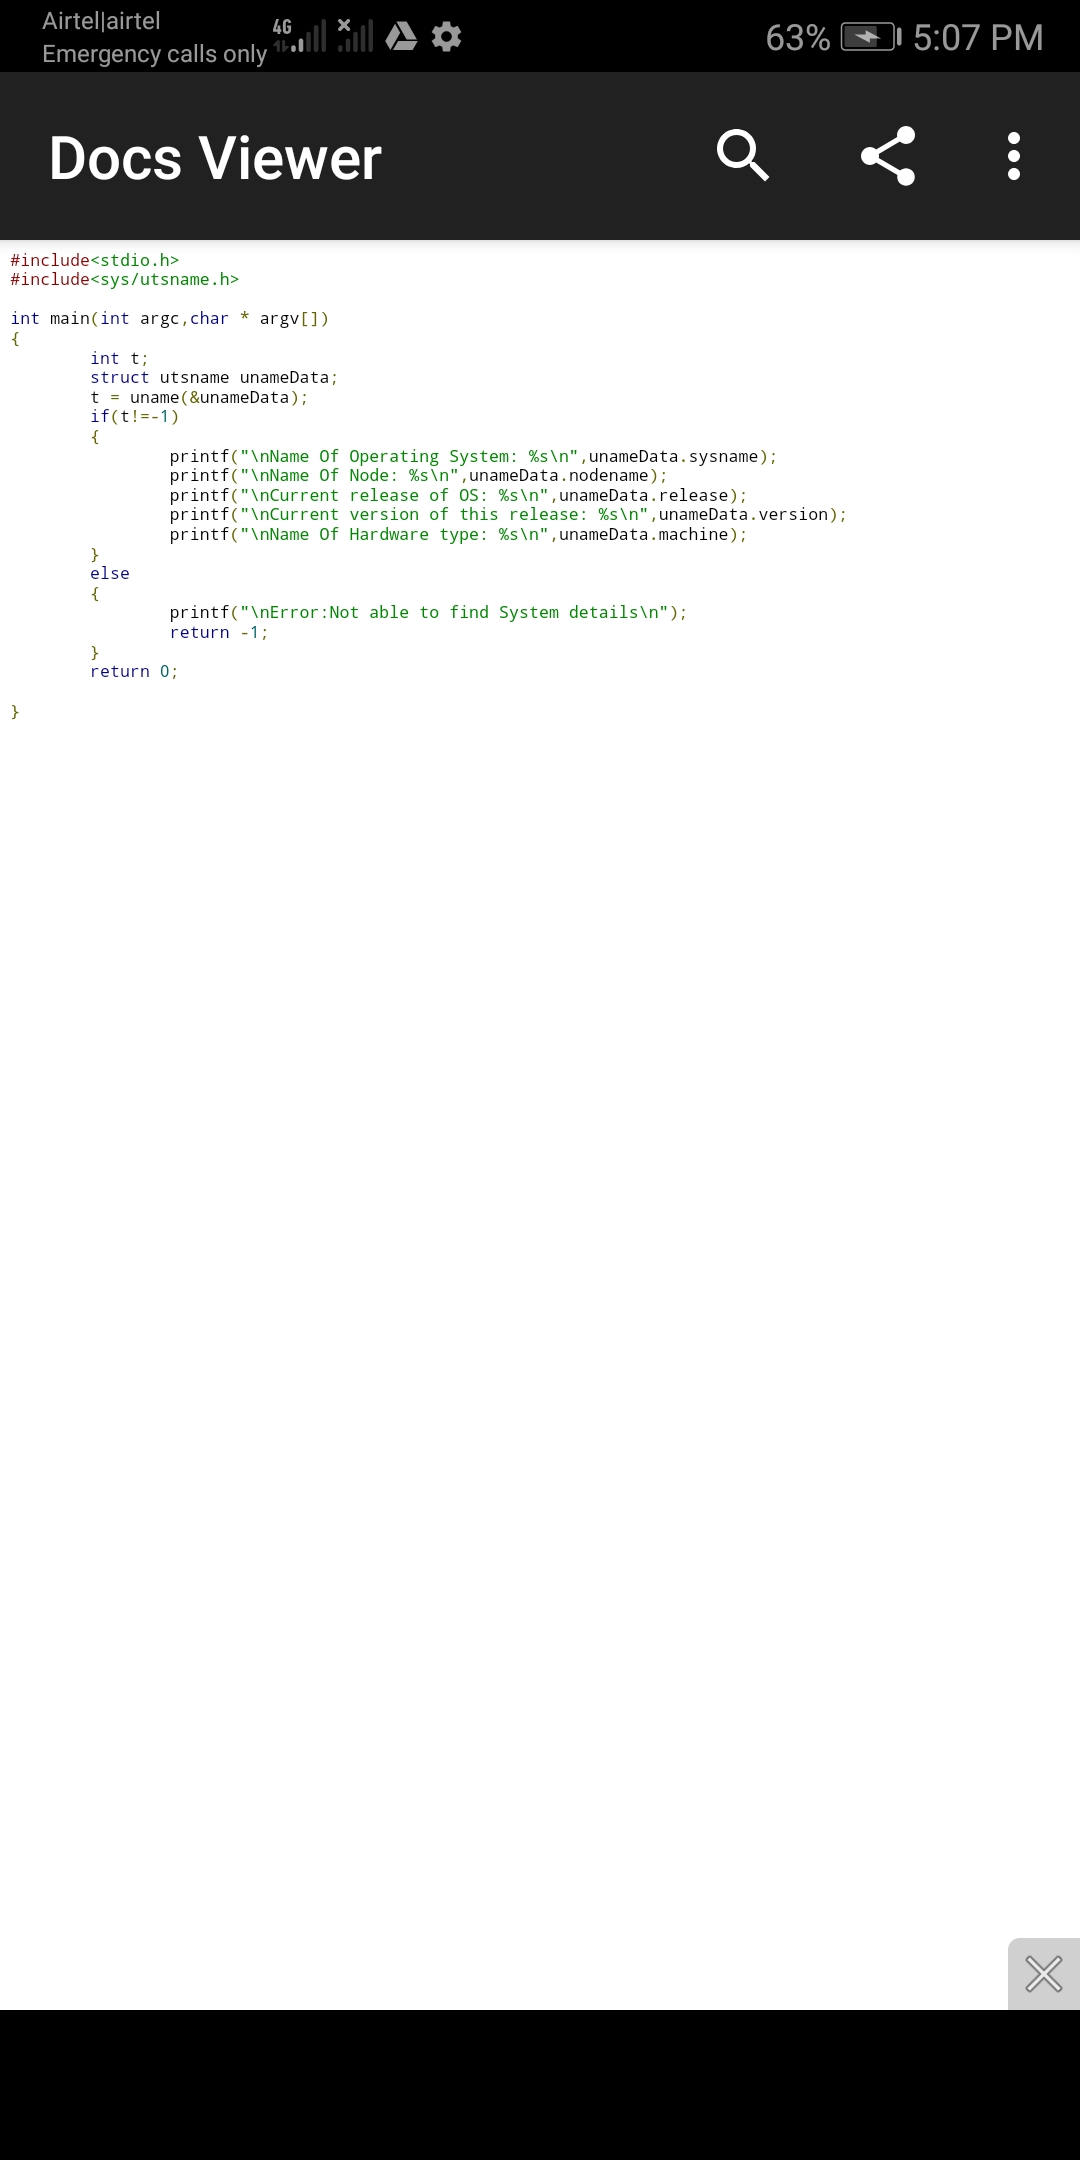 Airtel|airtel
Emergency calls only
4G
63%
5:07 PM
Docs Viewer
#include<stdio.h>
#include<sys/utsname.h>
int main(int argc,char * argv[])
{
int t;
struct utsname unameData;
t = uname(&unameData);
if(t!=-1)
{
printf("\nName Of Operating System: %s\n",unameData.sysname);
printf("\nName Of Node: %s\n",unameData.nodename);
printf("\nCurrent release of OS: %s\n",unameData.release);
printf("\nCurrent version of this release: %s\n",unameData.version);
printf("\nName Of Hardware type: %s\n",unameData.machine);
}
else
{
printf("\nError:Not able to find System details\n");
return -1;
}
return 0;
}